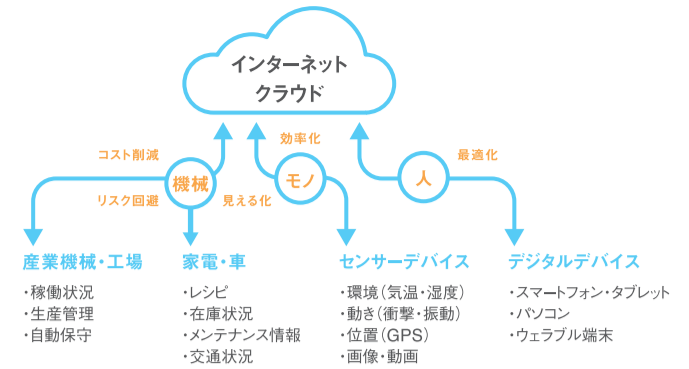 インターネット
クラウド
効率化
コスト削減
最適化
機械
モノ
人
リスク回避
見える化
産業機械・工場
・稼働状況
・生産管理
・自動保守
家電・車
・レシピ
・在庫状況
・メンテナンス情報
・交通状況
センサーデバイス
・環境（気温・湿度）
・動き（衝撃・振動）
・位置（GPS）
・画像・動画
デジタルデバイス
・スマートフォン・タブレット
・パソコン
・ウェラブル端末